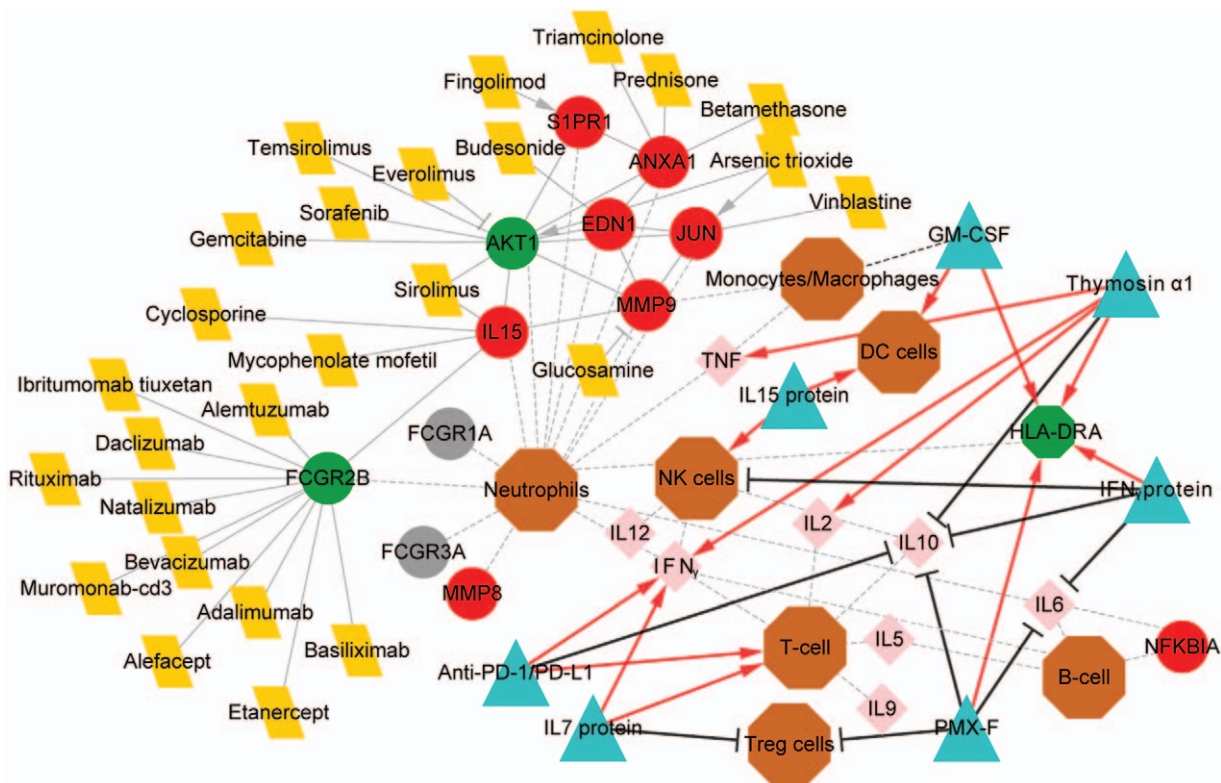 Triamcinolone
Fingolimod
Prednisone
S1PR1
Betamethasone
Temsirolimus
Budesonide
ANXA1
Arsenic trioxide
Everolimus
Sorafenib
EDN1
JUN
Vinblastine
Gemcitabine
AKT1
GM-CSF
Monocytes/Macrophages
Thymosin α1
Sirolimus
MMP9
Cyclosporine
IL15
DC cells
Mycophenolate mofetil
Glucosamine
TNF
Ibritumomab tiuxetan
IL15 protein
Alemtuzumab
FCGR1A
HLA-DRA
Daclizumab
Rituximab
FCGR2B
Neutrophils
NK cells
IFNγ protein
Natalizumab
IL12
IL2
IL10
Bevacizumab
FCGR3A
IFNγ
Muromonab-cd3
MMP8
IL6
Adalimumab
IL5
NFKBIA
Alefacept
Basiliximab
Anti-PD-1/PD-L1
T-cell
B-cell
Etanercept
IL9
IL7 protein
PMX-F
Treg cells